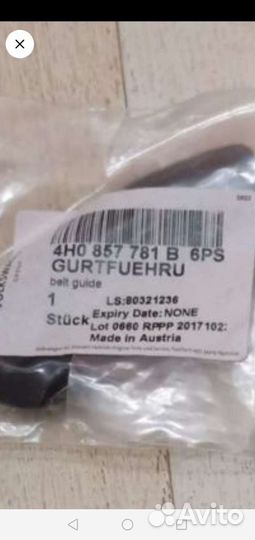 4H0 857 781 B 6PS
GURTFUEHRU
belt guide
1
LS:80321236
Stück
Expiry Date:NONE
Lot 0660 RPPP 2017102
Made in Austria
VOLKSWA
Avito